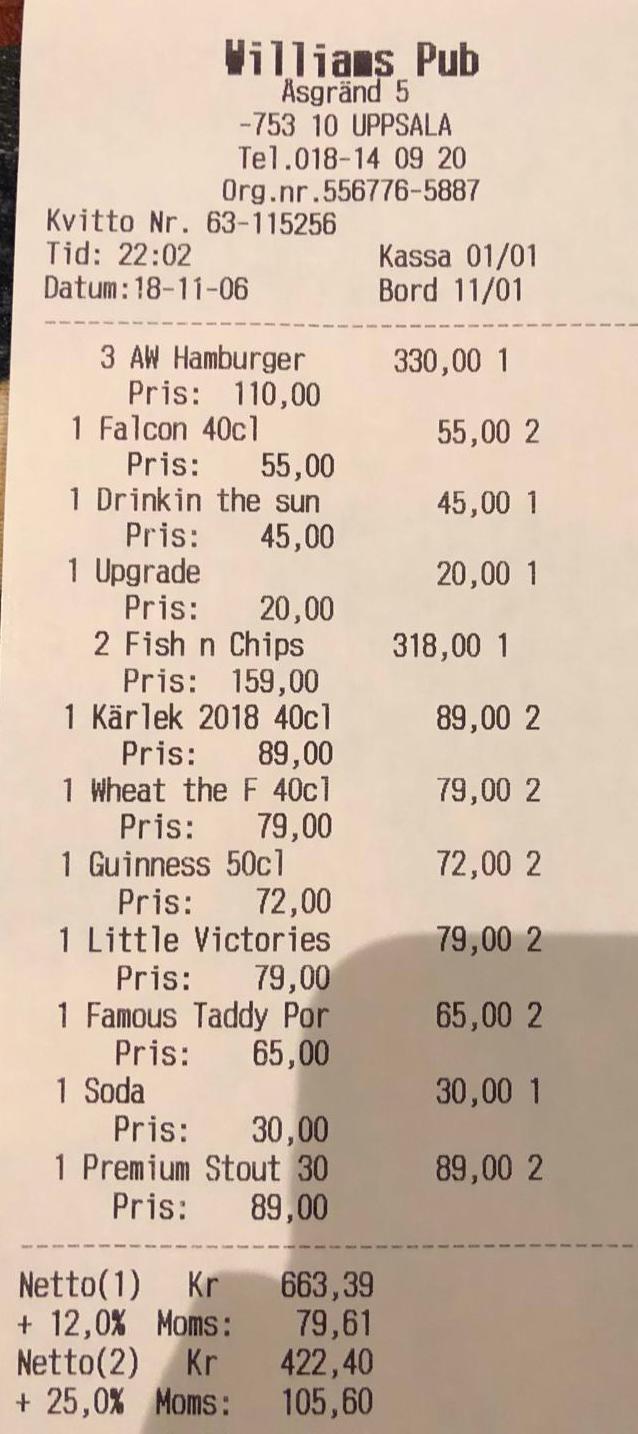 Williams Pub
Åsgränd 5
-753 10 UPPSALA
Tel.018-14 09 20
Org.nr.556776-5887
Kvitto Nr. 63-115256
Tid: 22:02 Kassa 01/01
Datum:18-11-06 Bord 11/01
3 AW Hamburger 330,00 1
Pris: 110,00
1 Falcon 40cl 55,00 2
Pris: 55,00
1 Drinkin the sun 45,00 1
Pris: 45,00
1 Upgrade 20,00 1
Pris: 20,00
2 Fish n Chips 318,00 1
Pris: 159,00
1 Kärlek 2018 40cl 89,00 2
Pris: 89,00
1 Wheat the F 40cl 79,00 2
Pris: 79,00
1 Guinness 50cl 72,00 2
Pris: 72,00
1 Little Victories 79,00 2
Pris: 79,00
1 Famous Taddy Por 65,00 2
Pris: 65,00
1 Soda 30,00 1
Pris: 30,00
1 Premium Stout 30 89,00 2
Pris: 89,00
Netto(1) Kr 663,39
+ 12,0% Moms: 79,61
Netto(2) Kr 422,40
+ 25,0% Moms: 105,60